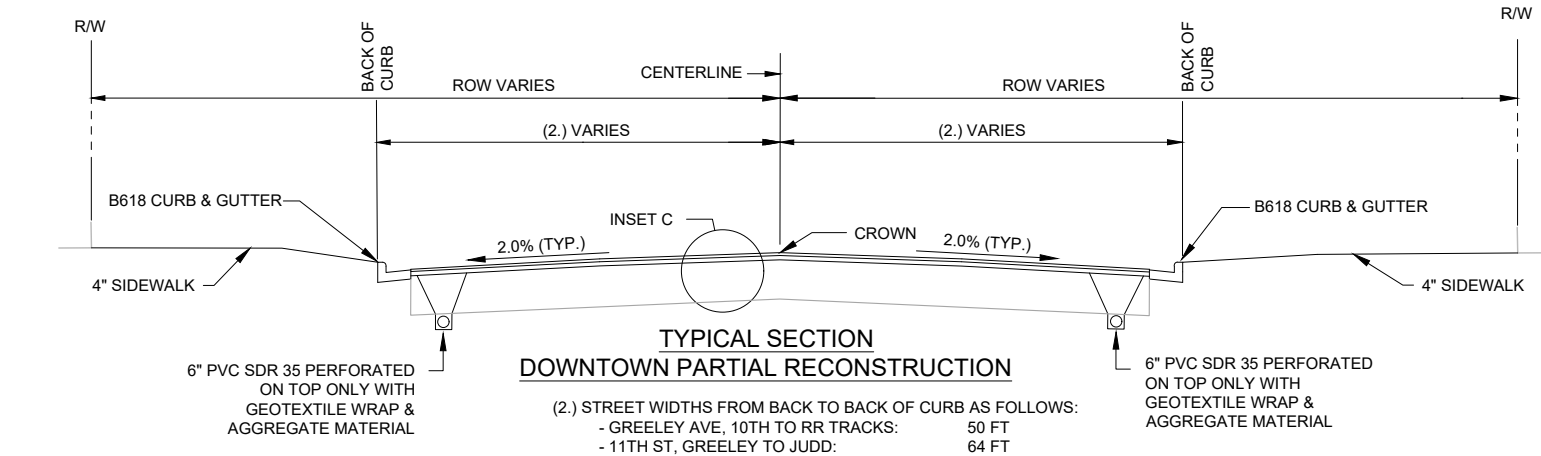 R/W
R/W
BACK OF
CURB
BACK OF
CURB
CENTERLINE
ROW VARIES
ROW VARIES
(2.) VARIES
(2.) VARIES
B618 CURB & GUTTER
B618 CURB & GUTTER
INSET C
CROWN
2.0% (TYP.)
2.0% (TYP.)
4" SIDEWALK
4" SIDEWALK
TYPICAL SECTION
DOWNTOWN PARTIAL RECONSTRUCTION
6" PVC SDR 35 PERFORATED
ON TOP ONLY WITH
GEOTEXTILE WRAP &
AGGREGATE MATERIAL
6" PVC SDR 35 PERFORATED
ON TOP ONLY WITH
GEOTEXTILE WRAP &
AGGREGATE MATERIAL
(2.) STREET WIDTHS FROM BACK TO BACK OF CURB AS FOLLOWS:
- GREELEY AVE, 10TH TO RR TRACKS: 50 FT
- 11TH ST, GREELEY TO JUDD: 64 FT